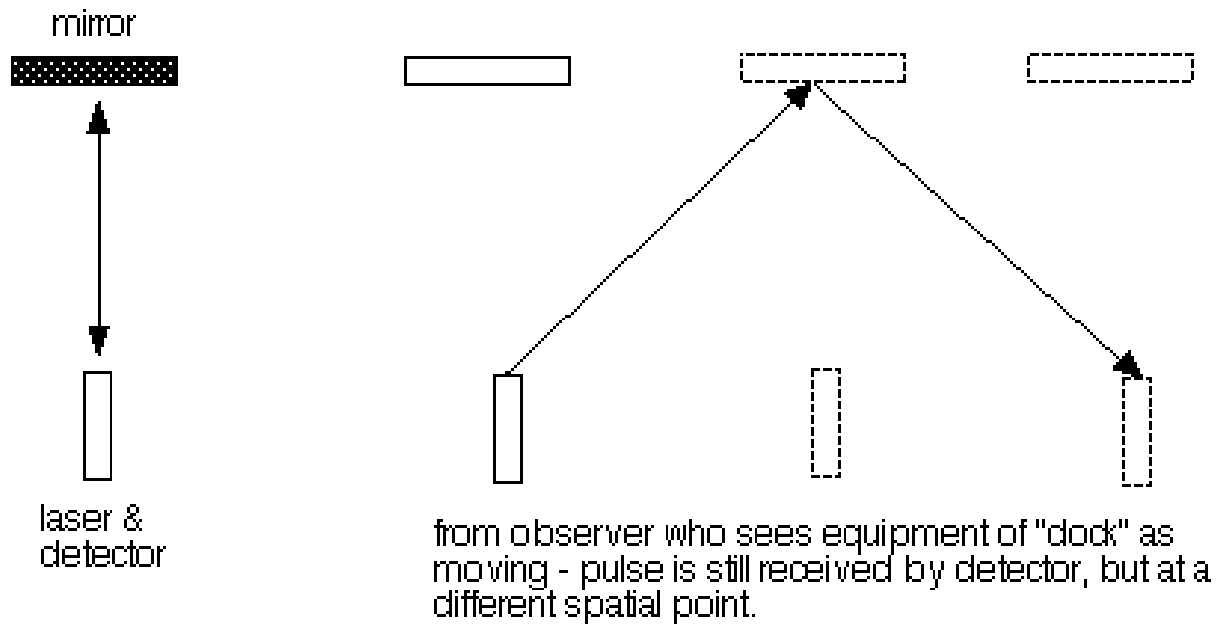 mirror
laser &
detector
from observer who sees equipment of "clock" as
moving - pulse is still received by detector, but at a
different spatial point.